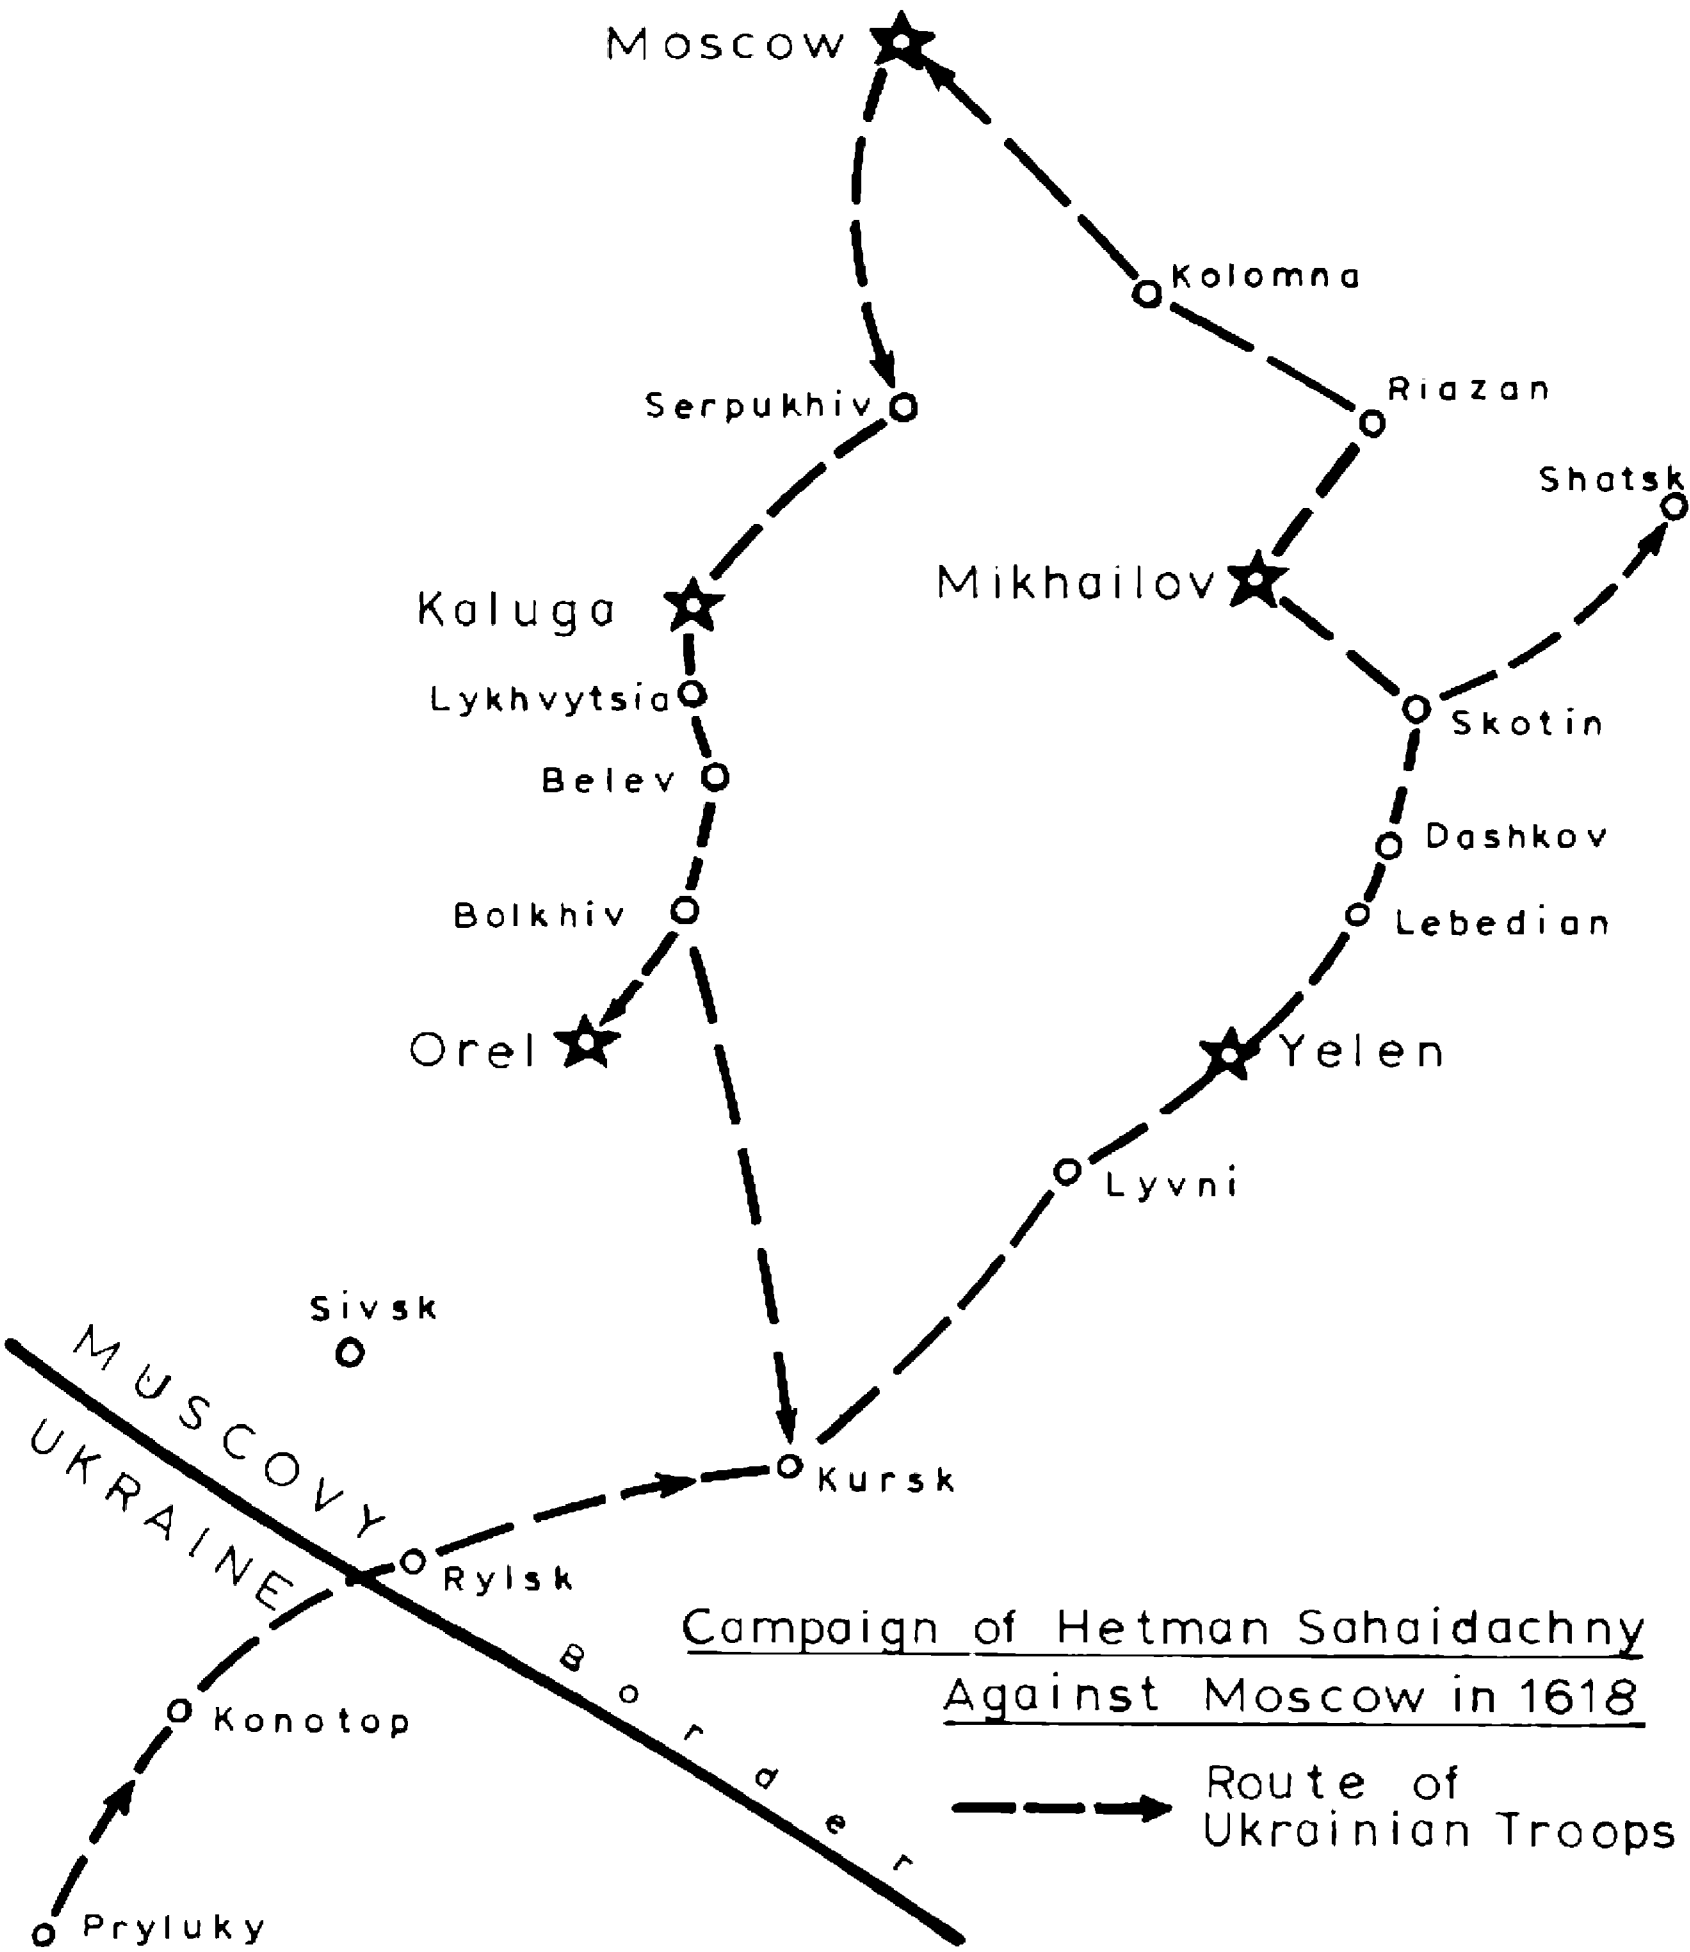 Moscow
Kolomna
Riazan
Serpukhiv
Shatsk
Mikhailov
Kaluga
Lykhvytsia
Skotin
Belev
Dashkov
Bolkhiv
Lebedian
Orel
Yelen
Lyvni
Sivsk
MUSCOVY
UKRAINE
Kursk
Rylsk
Border
Campaign of Hetman Sahaidachny
Against Moscow in 1618
Konotop
Route of
Ukrainian Troops
Pryluky